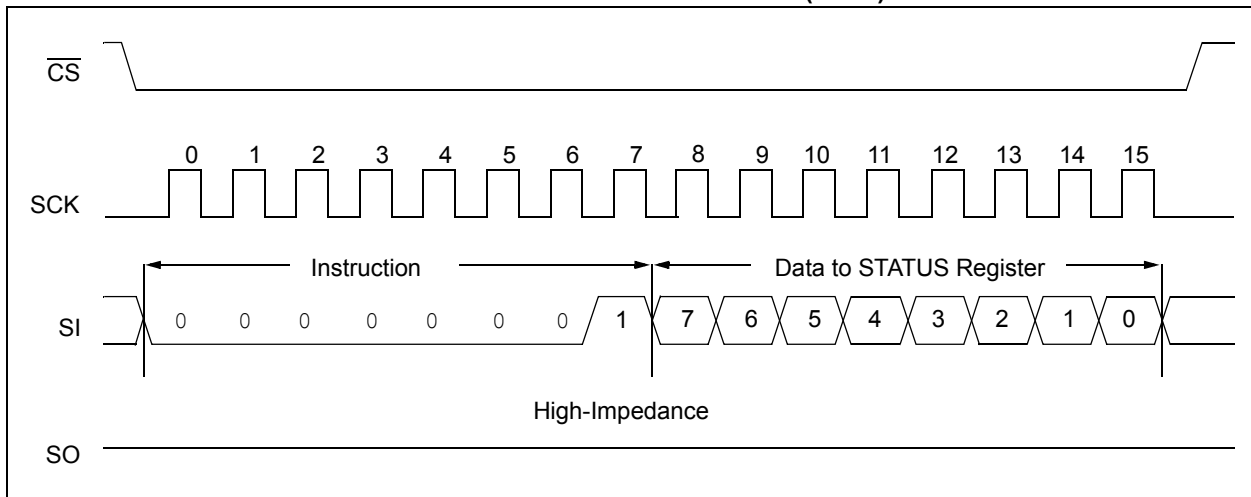 CS
0 1 2 3 4 5 6 7 8 9 10 11 12 13 14 15
SCK
Instruction Data to STATUS Register
SI 0 0 0 0 0 0 0 1 7 6 5 4 3 2 1 0
High-Impedance
SO